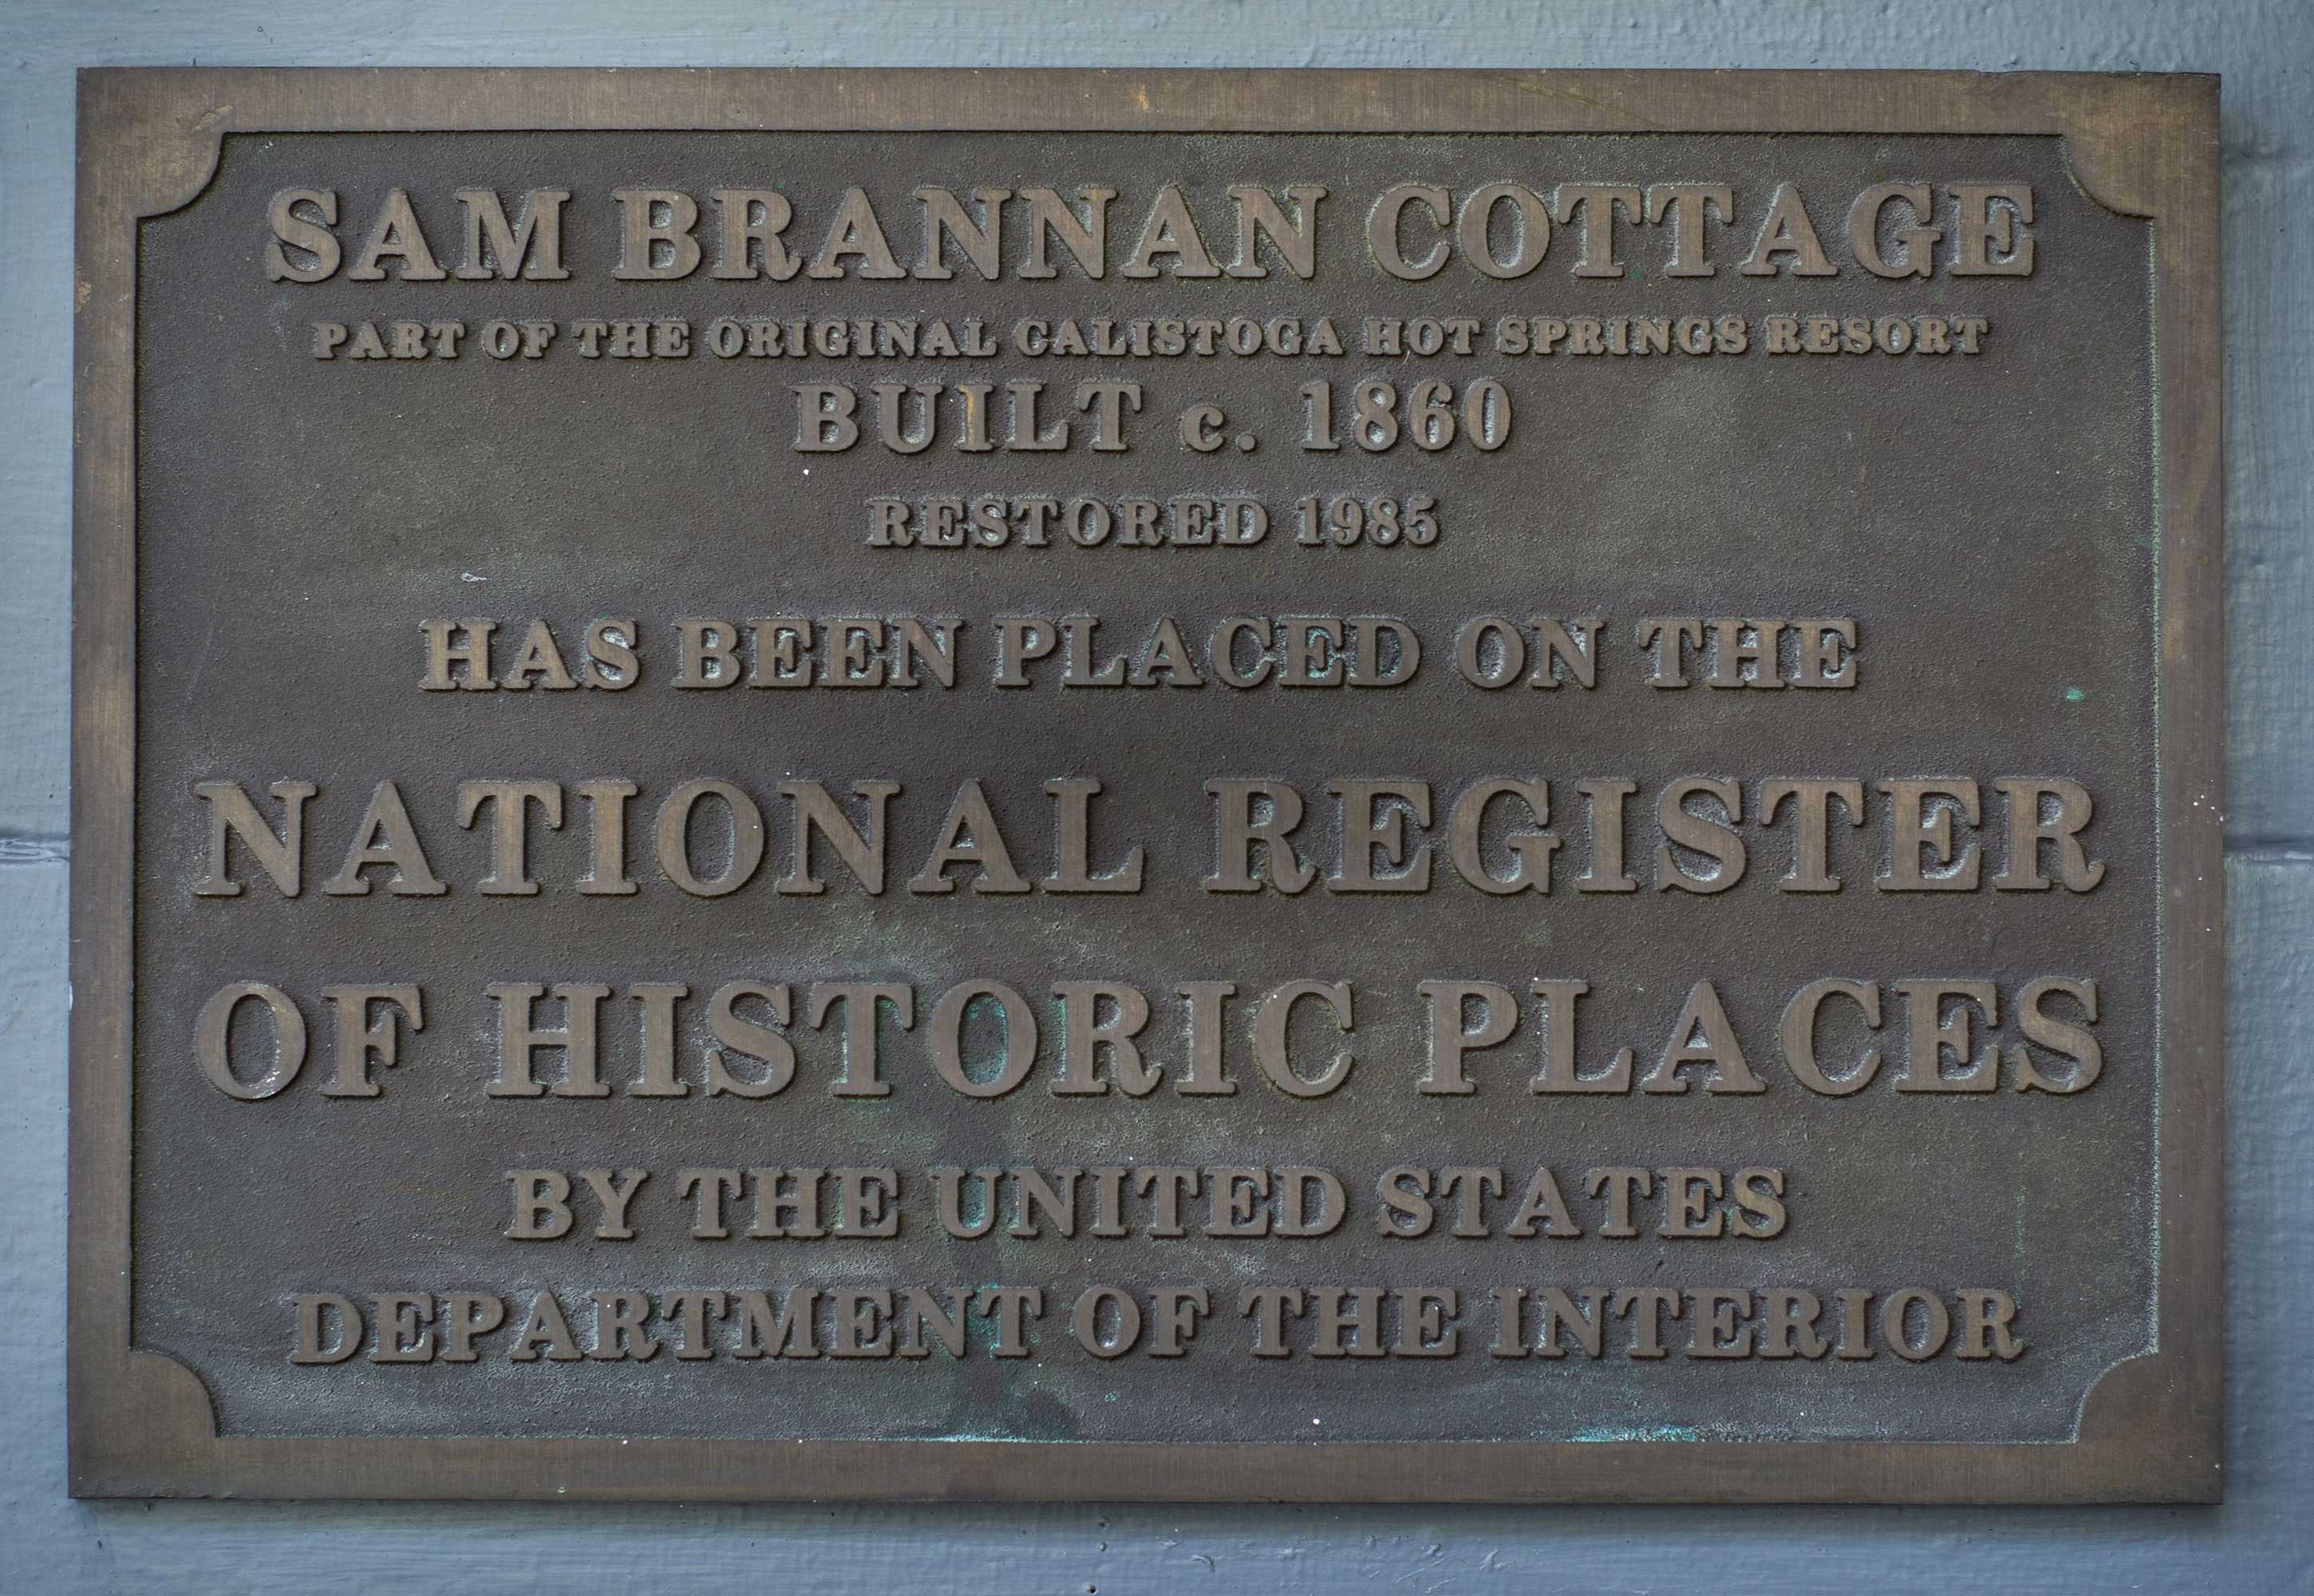 SAM BRANNAN COTTAGE
PART OF THE ORIGINAL CALISTOGA HOT SPRINGS RESORT
BUILT c. 1860
RESTORED 1985
HAS BEEN PLACED ON THE
NATIONAL REGISTER
OF HISTORIC PLACES
BY THE UNITED STATES
DEPARTMENT OF THE INTERIOR